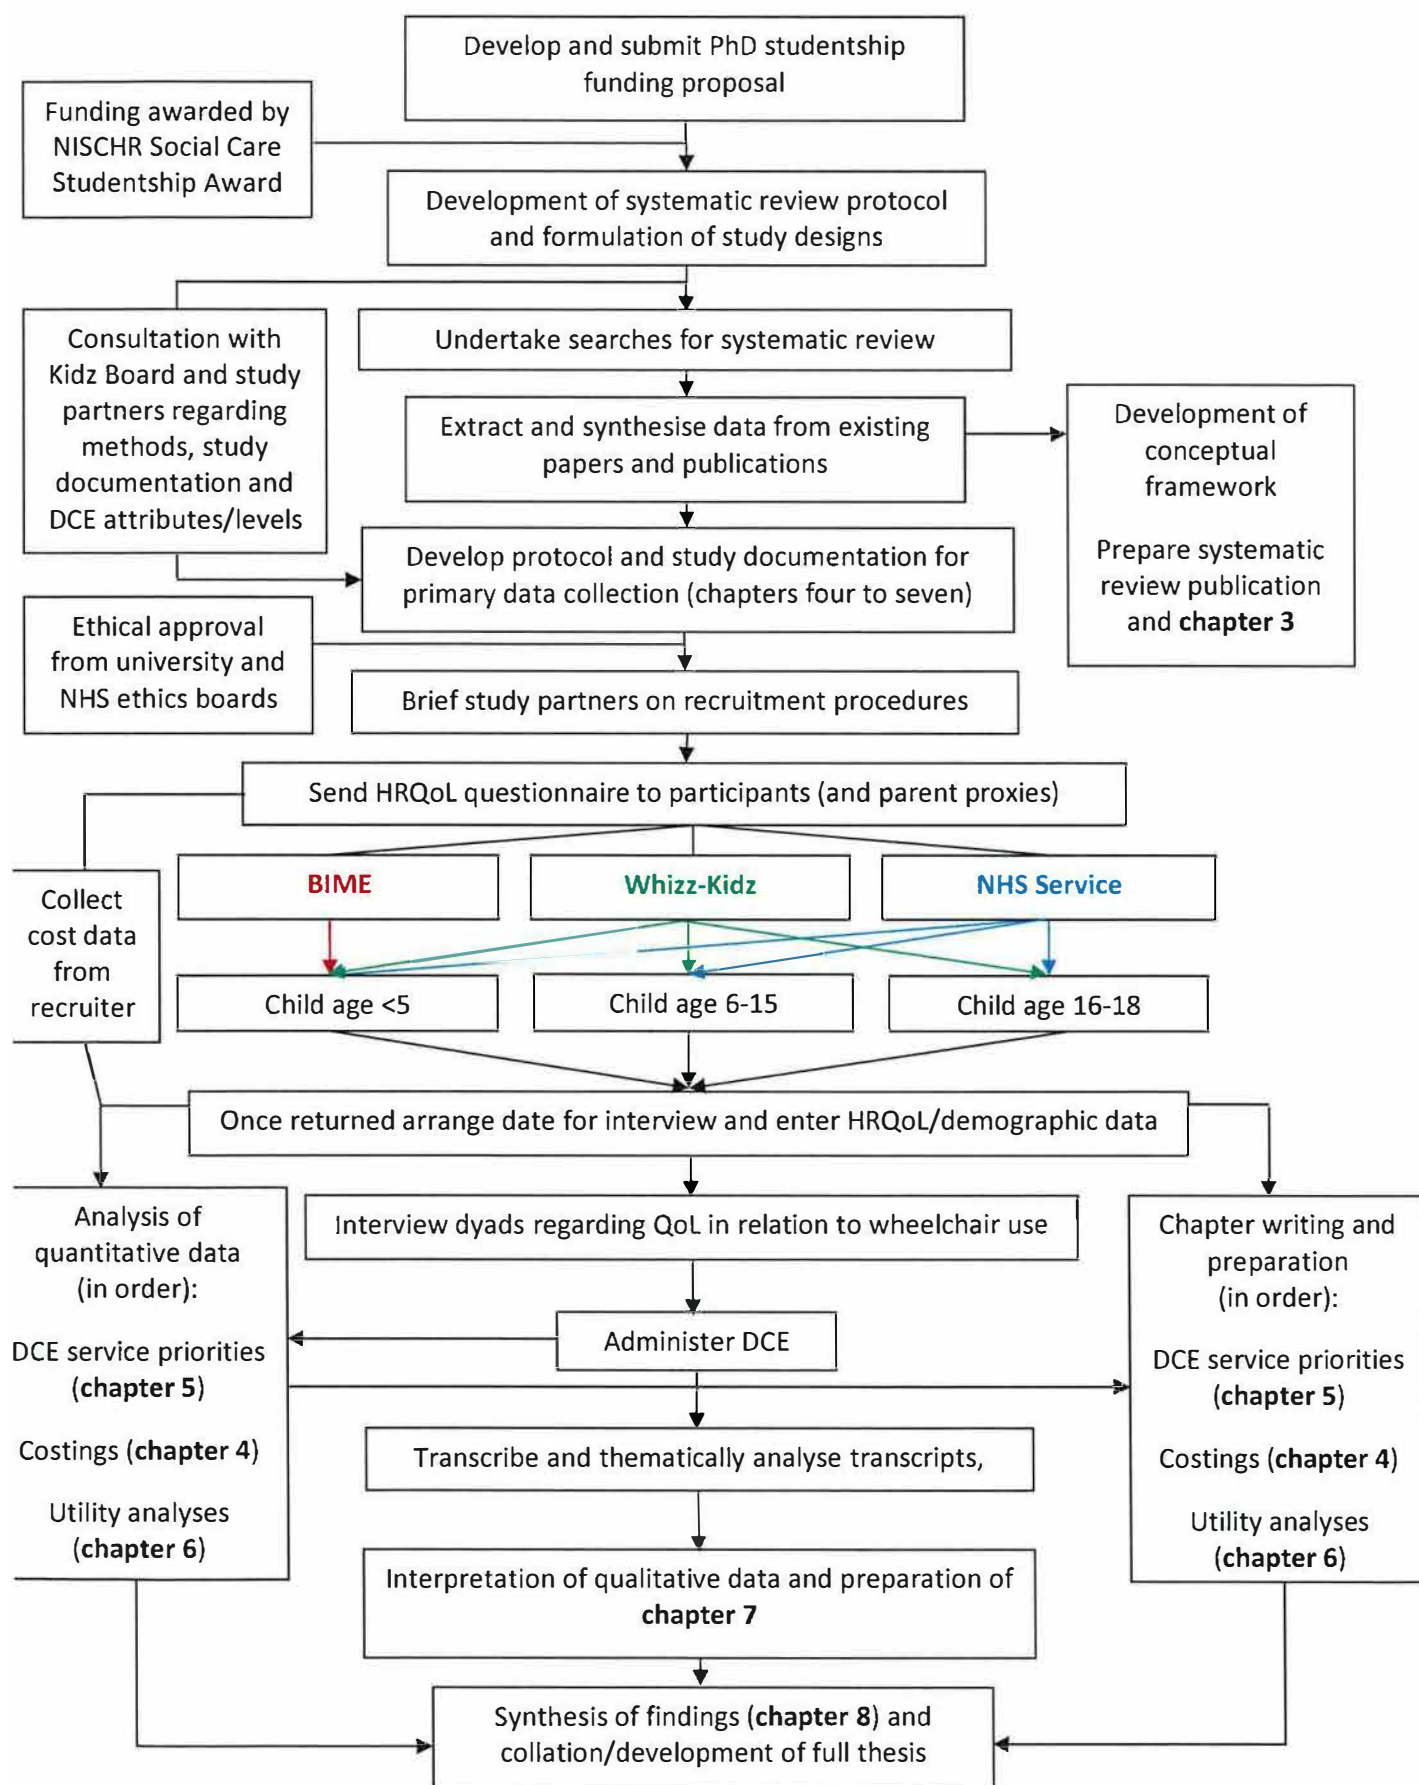 Develop and submit PhD studentship
funding proposal
Funding awarded by
NISCHR Social Care
Studentship Award
Development of systematic review protocol
and formulation of study designs
Consultation with
Kidz Board and study
partners regarding
methods, study
documentation and
DCE attributes/levels
Undertake searches for systematic review
Extract and synthesise data from existing
papers and publications
Development of
conceptual
framework
Prepare systematic
review publication
and chapter 3
Develop protocol and study documentation for
primary data collection (chapters four to seven)
Ethical approval
from university and
NHS ethics boards
Brief study partners on recruitment procedures
Send HRQoL questionnaire to participants (and parent proxies)
Collect
cost data
from
recruiter
BIME
Whizz-Kidz
NHS Service
Child age <5
Child age 6-15
Child age 16-18
Once returned arrange date for interview and enter HRQoL/demographic data
Analysis of
quantitative data
(in order):
DCE service priorities
(chapter 5)
Costings (chapter 4)
Utility analyses
(chapter 6)
Interview dyads regarding QoL in relation to wheelchair use
Administer DCE
Transcribe and thematically analyse transcripts,
Interpretation of qualitative data and preparation of
chapter 7
Chapter writing and
preparation
(in order):
DCE service priorities
(chapter 5)
Costings (chapter 4)
Utility analyses
(chapter 6)
Synthesis of findings (chapter 8) and
collation/development of full thesis